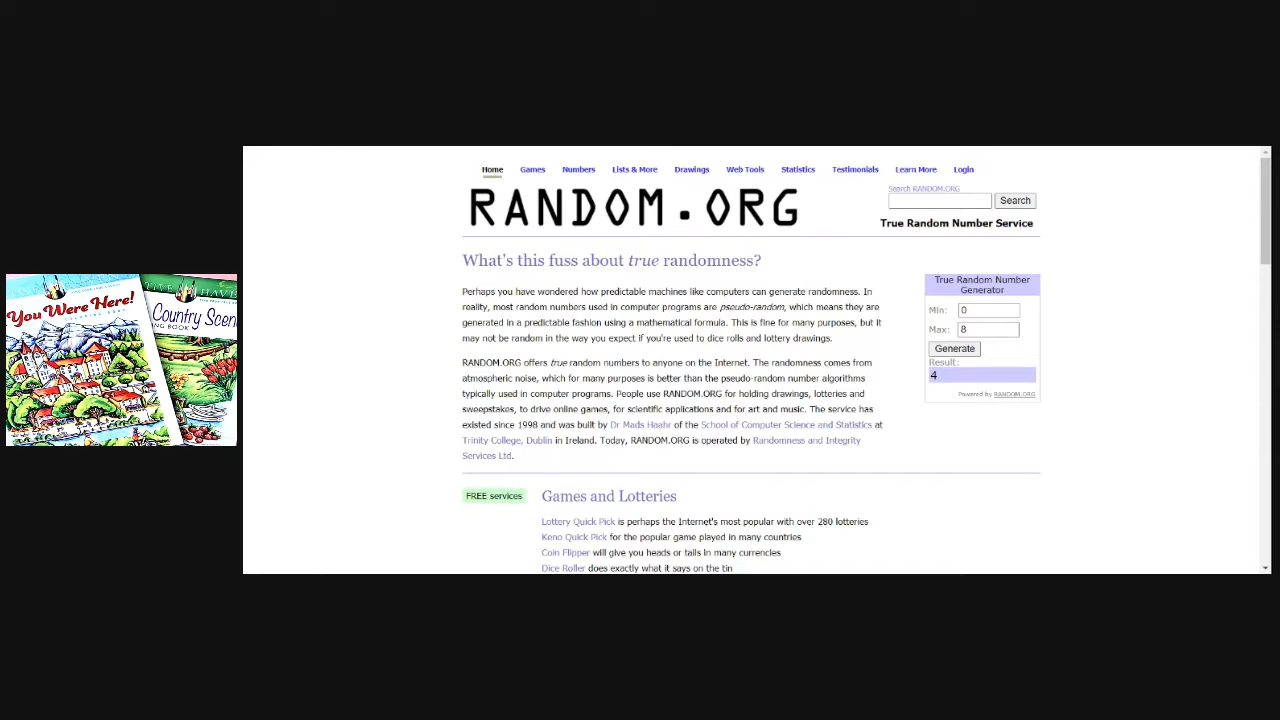 You Were Here!
COLORING BOOK
Country Scen
NG BOOK
Home Games Numbers Lists & More Drawings Web Tools Statistics Testimonials Learn More Login
RANDOM.ORG
Search RANDOM.ORG
Search
True Random Number Service
What's this fuss about true randomness?
Perhaps you have wondered how predictable machines like computers can generate randomness. In
reality, most random numbers used in computer programs are pseudo-random, which means they are
generated in a predictable fashion using a mathematical formula. This is fine for many purposes, but it
may not be random in the way you expect if you're used to dice rolls and lottery drawings.
RANDOM.ORG offers true random numbers to anyone on the Internet. The randomness comes from
atmospheric noise, which for many purposes is better than the pseudo-random number algorithms
typically used in computer programs. People use RANDOM.ORG for holding drawings, lotteries and
sweepstakes, to drive online games, for scientific applications and for art and music. The service has
existed since 1998 and was built by Dr Mads Haahr of the School of Computer Science and Statistics at
Trinity College, Dublin in Ireland. Today, RANDOM.ORG is operated by Randomness and Integrity
Services Ltd.
True Random Number
Generator
Min: 0
Max: 8
Generate
Result:
4
Powered by RANDOM.ORG
FREE services
Games and Lotteries
Lottery Quick Pick is perhaps the Internet's most popular with over 280 lotteries
Keno Quick Pick for the popular game played in many countries
Coin Flipper will give you heads or tails in many currencies
Dice Roller does exactly what it says on the tin